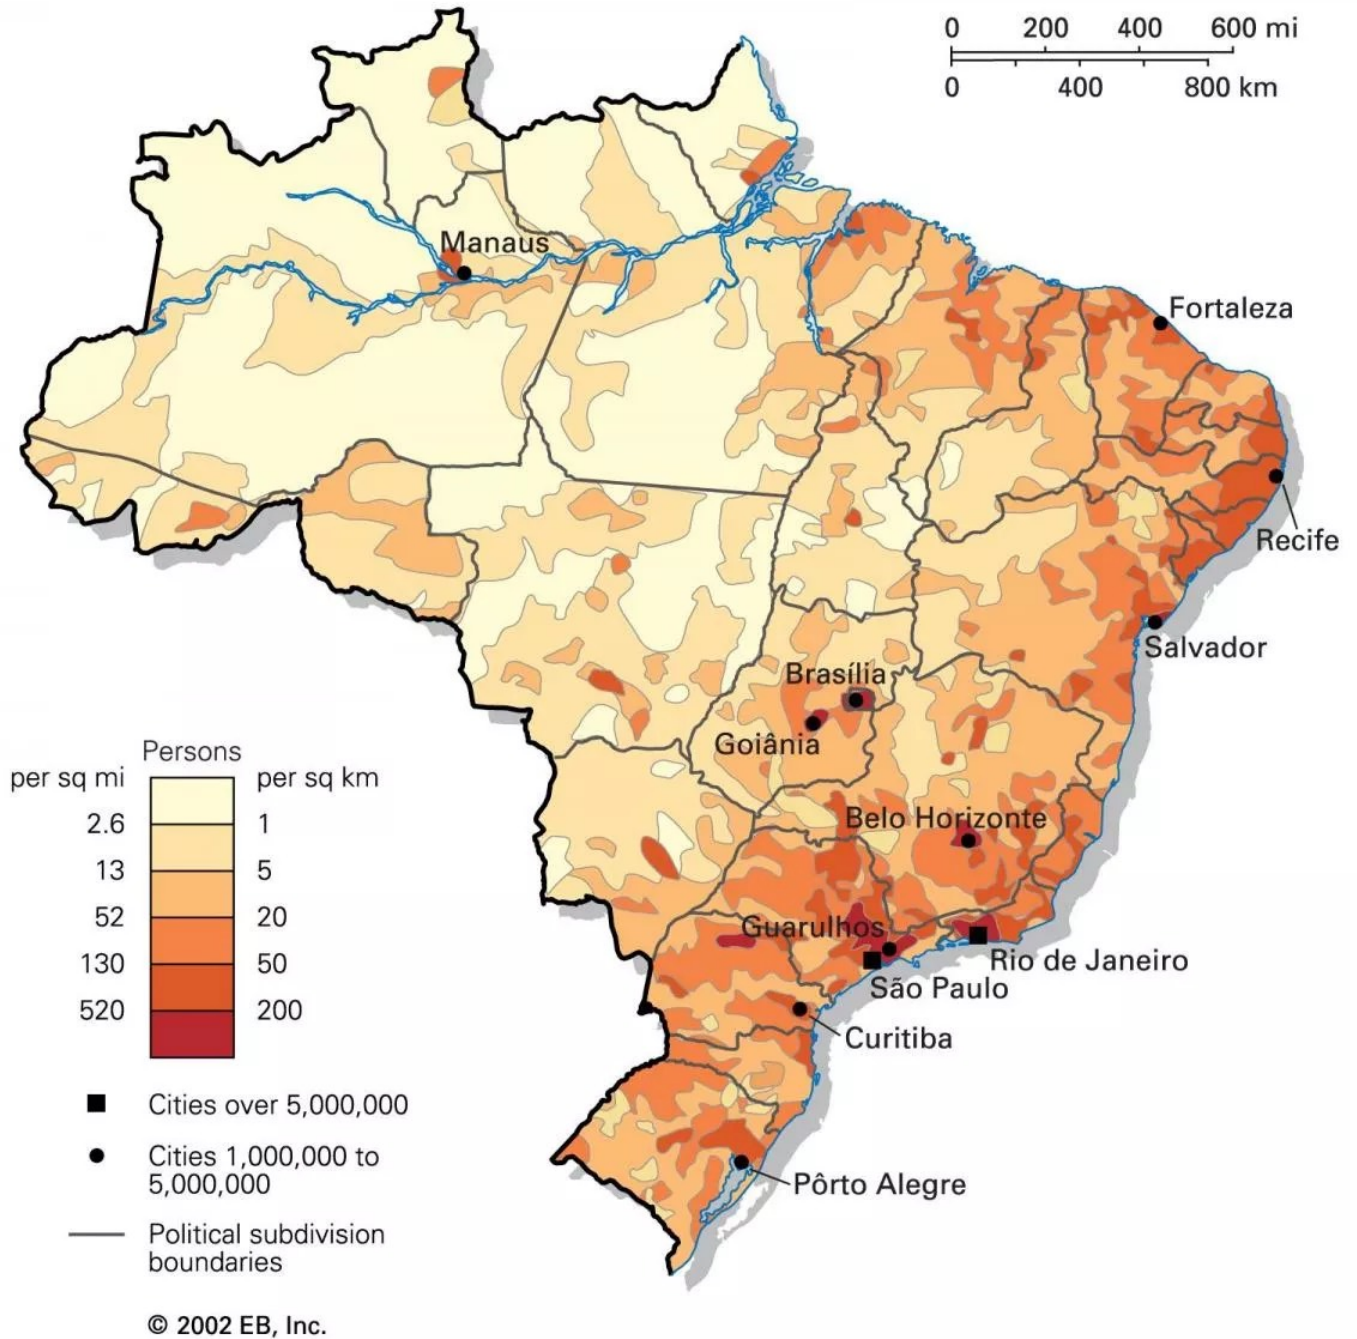 0 200 400 600 mi
0 400 800 km
Manaus
Fortaleza
Recife
Salvador
Brasília
Goiânia
Belo Horizonte
Guarulhos
Rio de Janeiro
São Paulo
Curitiba
Pôrto Alegre
Persons
per sq mi per sq km
2.6 1
13 5
52 20
130 50
520 200
Cities over 5,000,000
Cities 1,000,000 to
5,000,000
Political subdivision
boundaries
© 2002 EB, Inc.